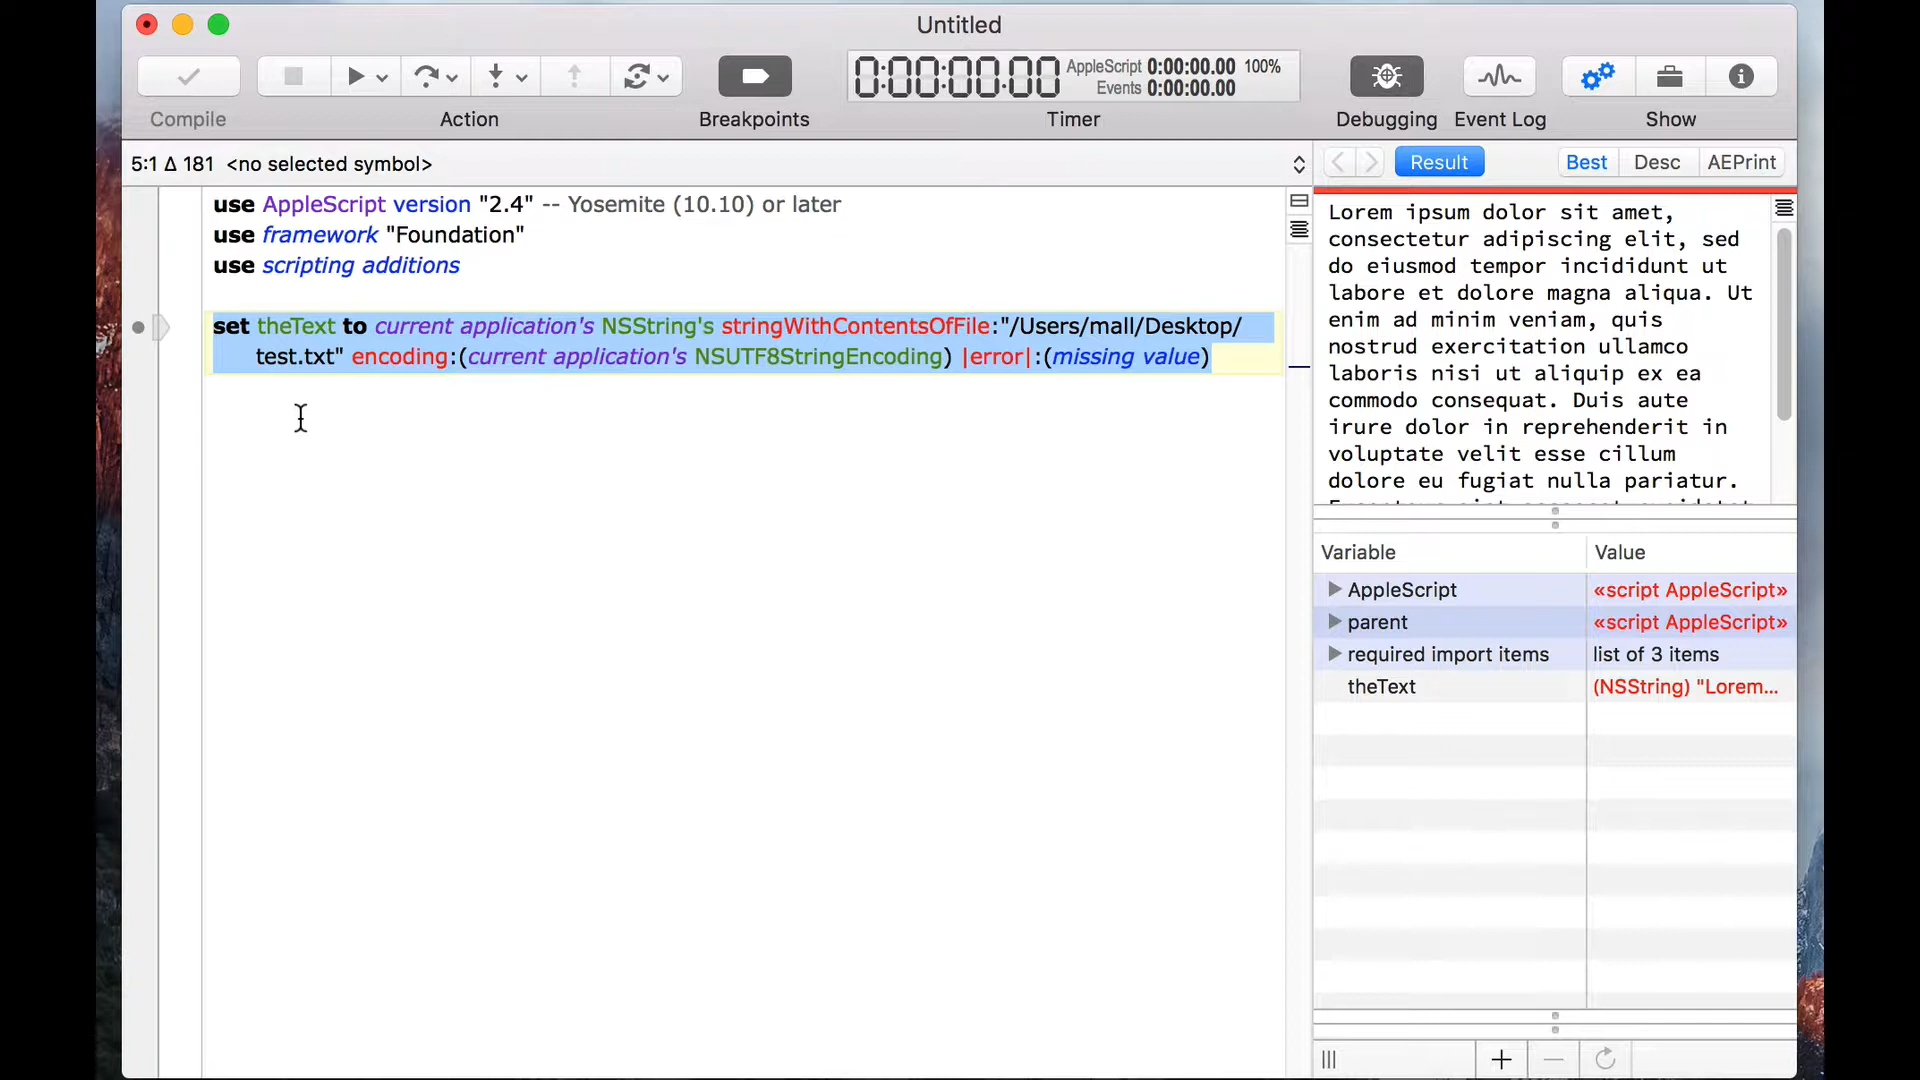 Untitled
0:00:00.00 AppleScript 0:00:00.00 100%
Events 0:00:00.00
Compile Action Breakpoints Timer Debugging Event Log Show
5:1 Δ 181 <no selected symbol>
Result Best Desc AEPrint
use AppleScript version "2.4" -- Yosemite (10.10) or later
use framework "Foundation"
use scripting additions
set theText to current application's NSString's stringWithContentsOfFile:"/Users/mall/Desktop/
test.txt" encoding:(current application's NSUTF8StringEncoding) |error|:(missing value)
Lorem ipsum dolor sit amet,
consectetur adipiscing elit, sed
do eiusmod tempor incididunt ut
labore et dolore magna aliqua. Ut
enim ad minim veniam, quis
nostrud exercitation ullamco
laboris nisi ut aliquip ex ea
commodo consequat. Duis aute
irure dolor in reprehenderit in
voluptate velit esse cillum
dolore eu fugiat nulla pariatur.
Variable Value
AppleScript «script AppleScript»
parent «script AppleScript»
required import items list of 3 items
theText (NSString) "Lorem...